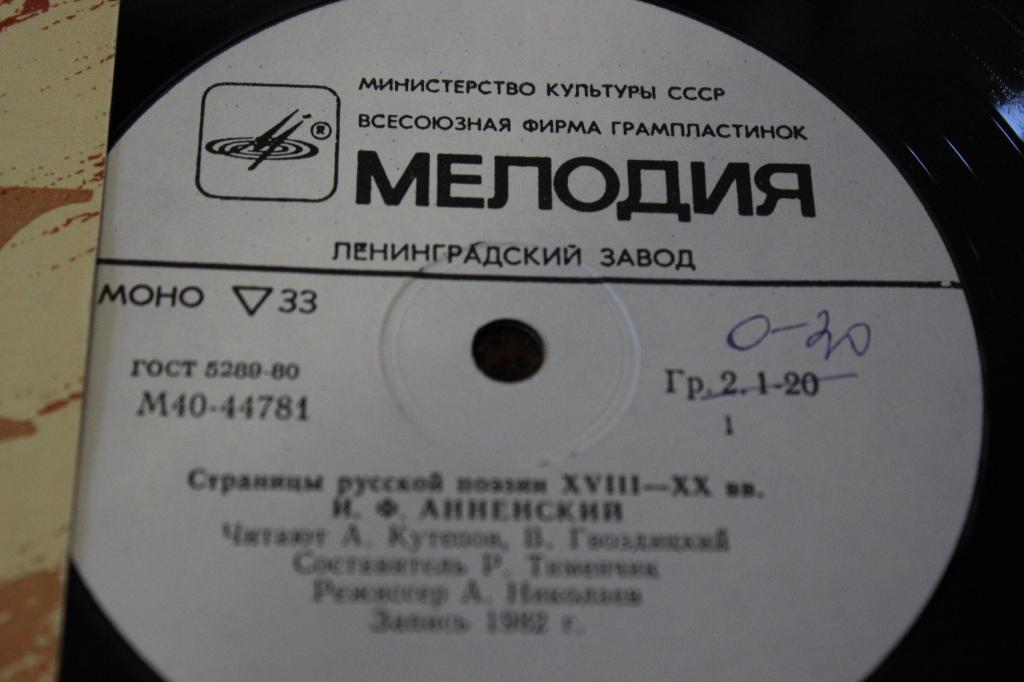 МИНИСТЕРСТВО КУЛЬТУРЫ СССР
ВСЕСОЮЗНАЯ ФИРМА ГРАМПЛАСТИНОК
®
МЕЛОДИЯ
ЛЕНИНГРАДСКИЙ ЗАВОД
МОНО ▽ 33
0-30
ГОСТ 5289-80
Гр. 2. 1-20
М40-44781
1
Страницы русской поэзии XVIII—XX вв.
И. Ф. АННЕНСКИЙ
Читают А. Кутепов, В. Гвоздицкий
Составитель Р. Тименчик
Режиссер А. Николаев
Запись 1982 г.